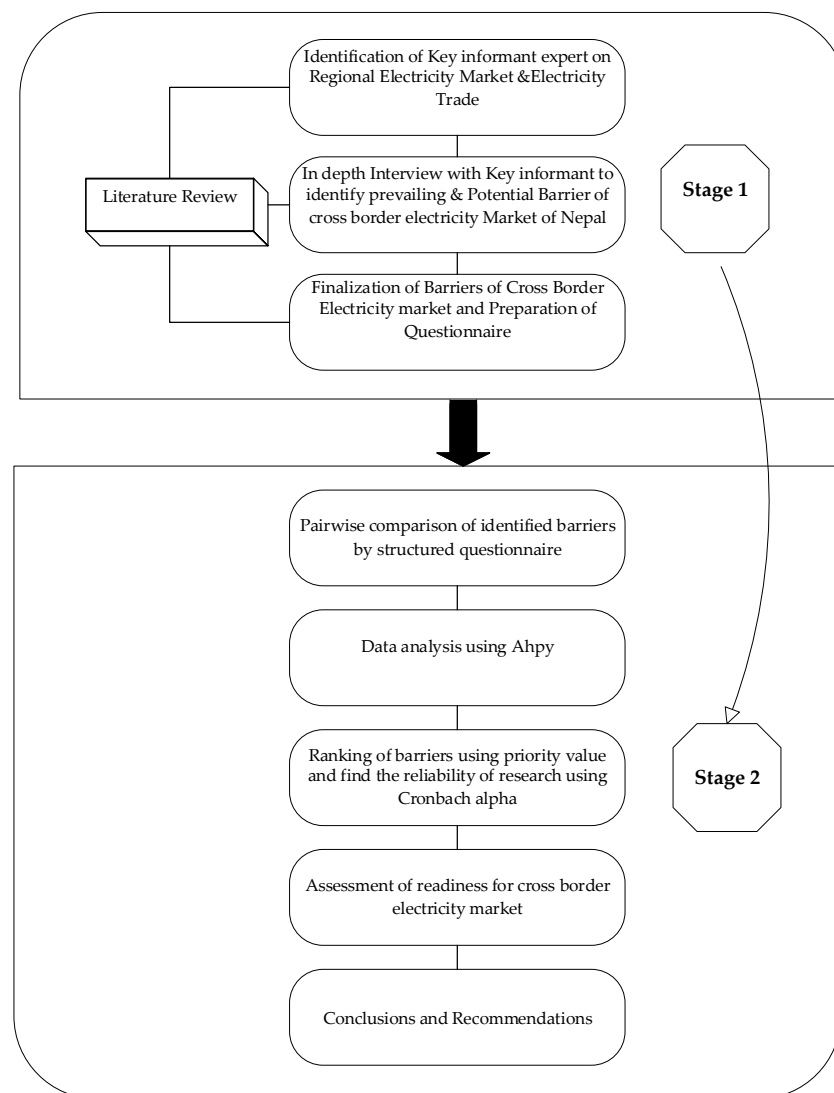 Identification of Key informant expert on
Regional Electricity Market &Electricity
Trade
Literature Review
In depth Interview with Key informant to
identify prevailing & Potential Barrier of
cross border electricity Market of Nepal
Stage 1
Finalization of Barriers of Cross Border
Electricity market and Preparation of
Questionnaire
Pairwise comparison of identified barriers
by structured questionnaire
Data analysis using Ahpy
Ranking of barriers using priority value
and find the reliability of research using
Cronbach alpha
Stage 2
Assessment of readiness for cross border
electricity market
Conclusions and Recommendations